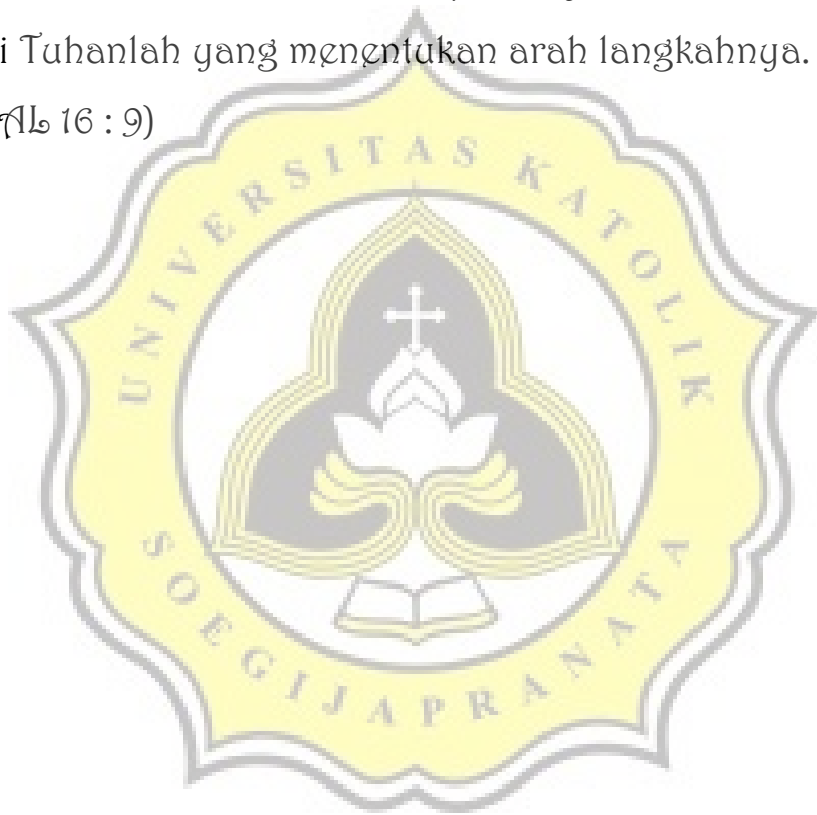 i Tuhanlah yang menentukan arah langkahnya.
AL 16 : 9)
UNIVERSITAS KATOLIK
SOEGIJAPRANATA